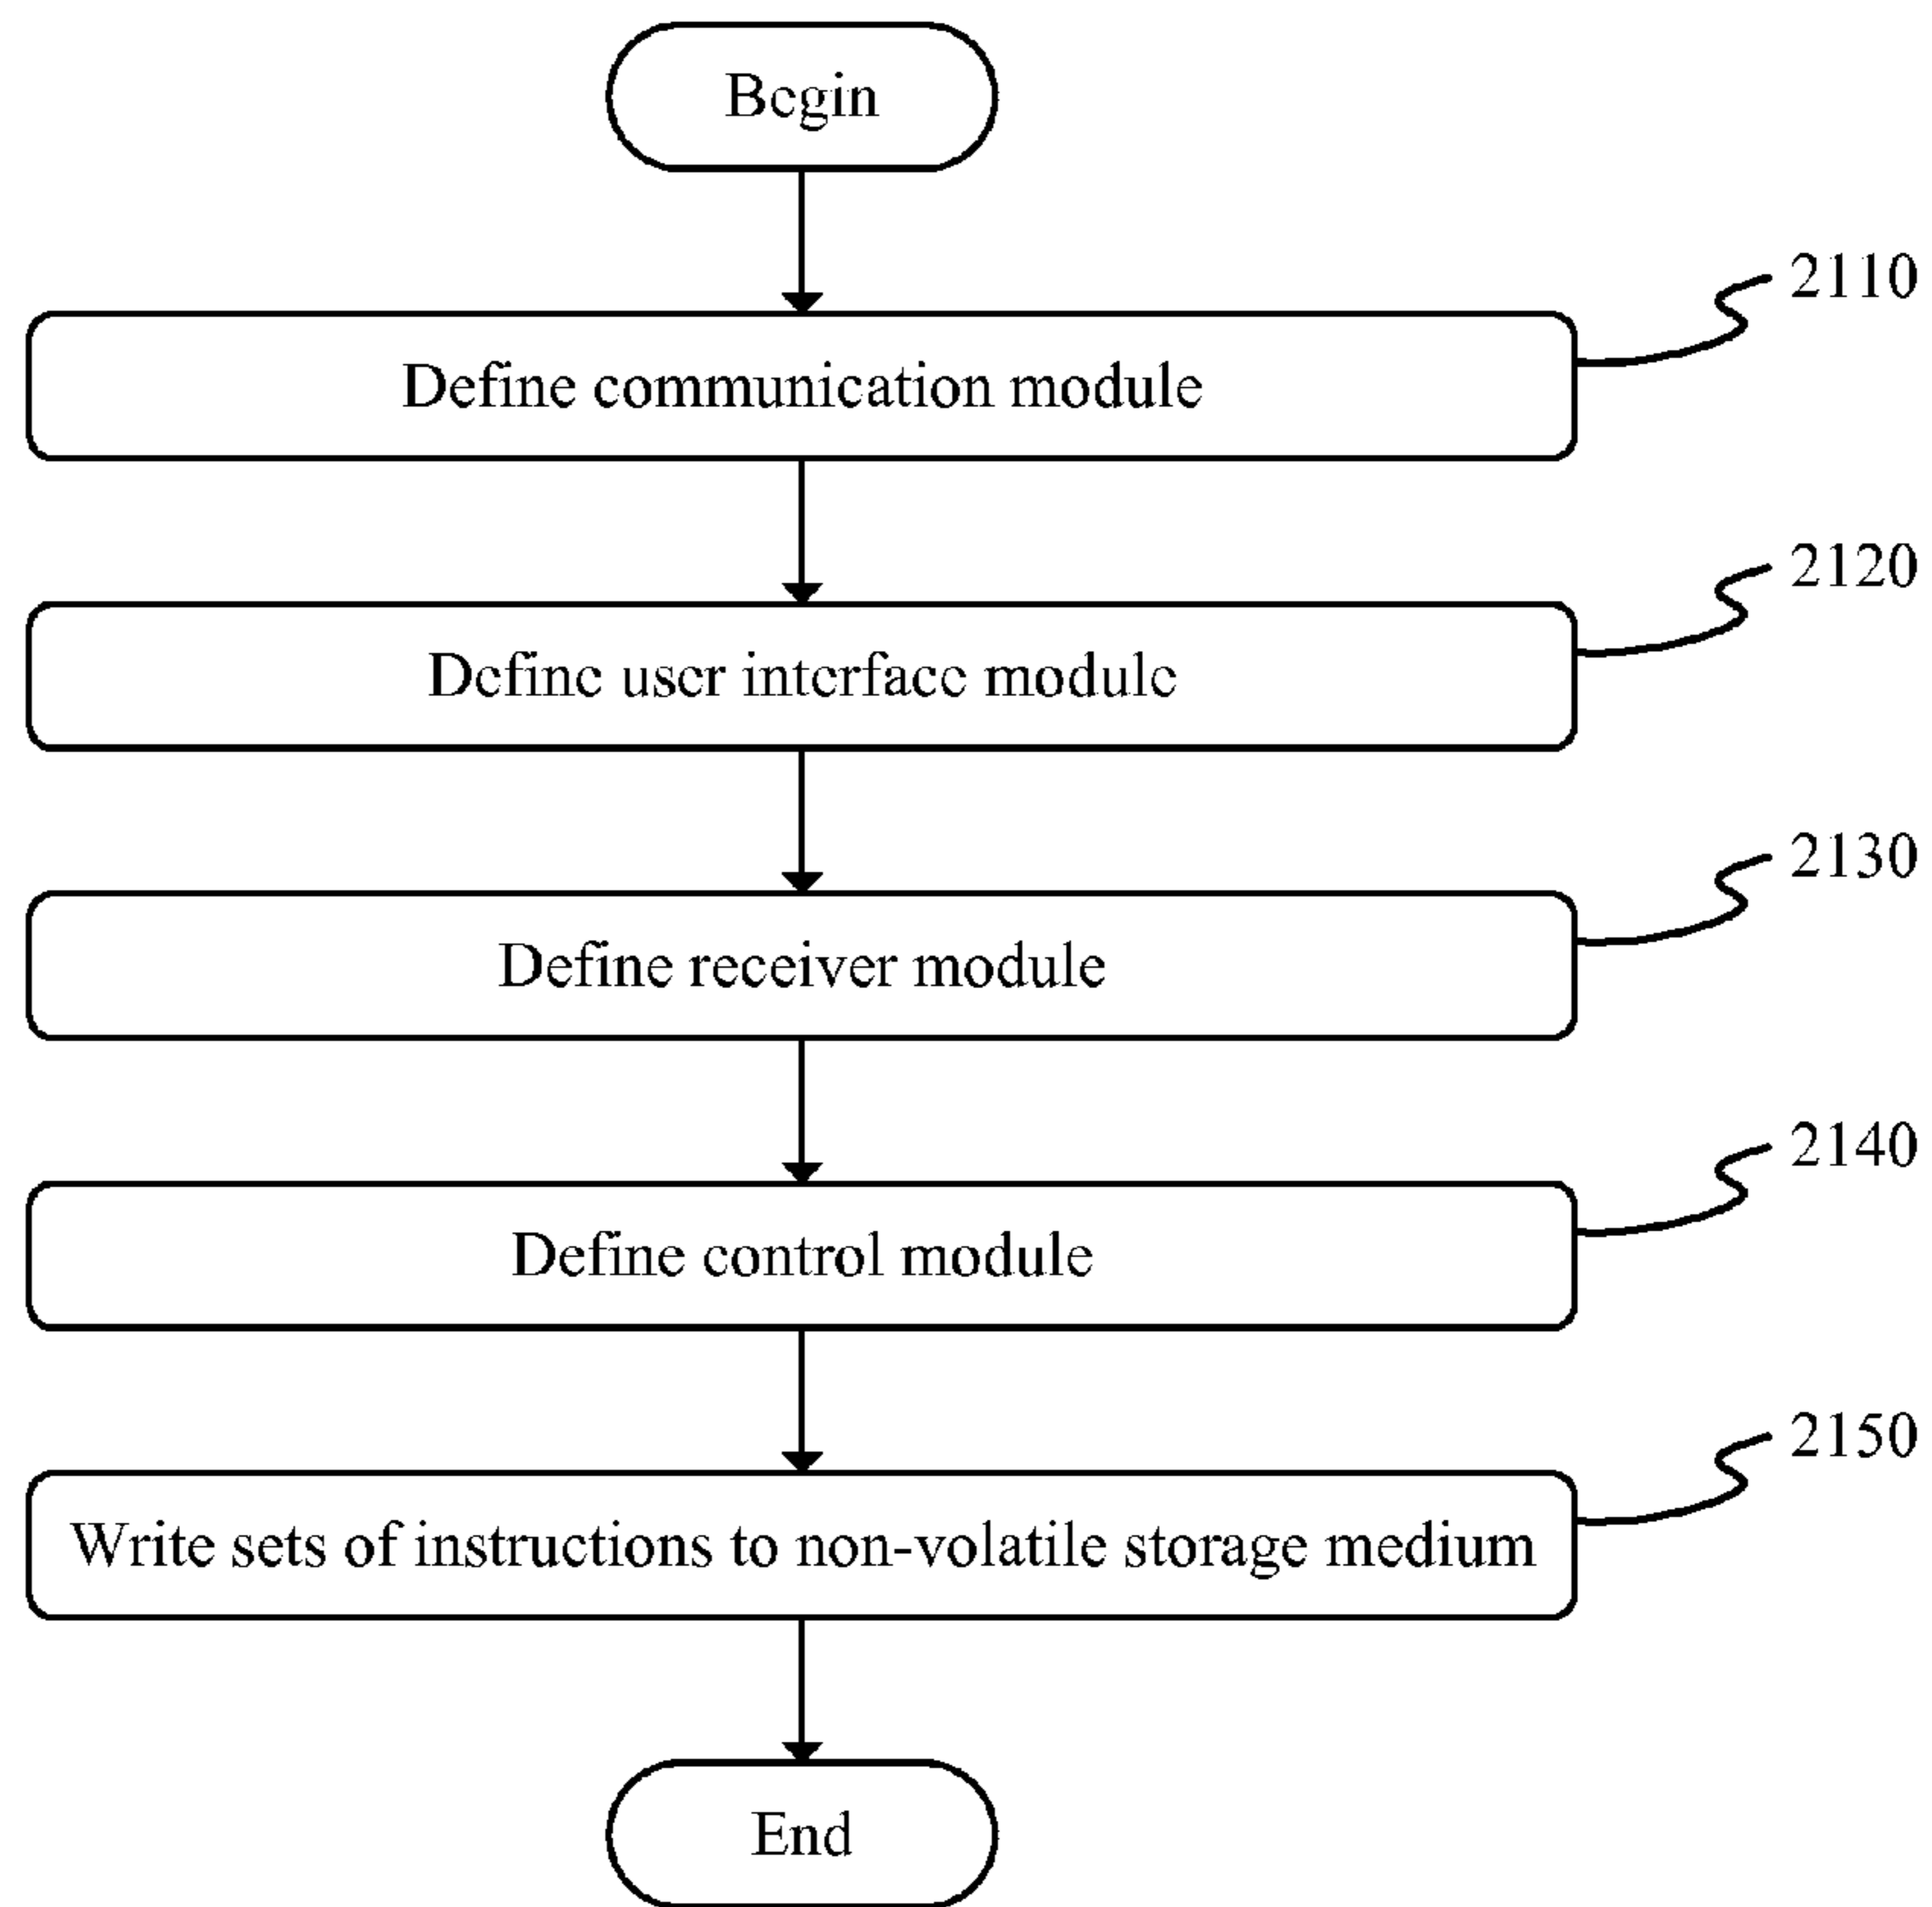 Begin
2110
Define communication module
2120
Define user interface module
2130
Define receiver module
2140
Define control module
2150
Write sets of instructions to non-volatile storage medium
End